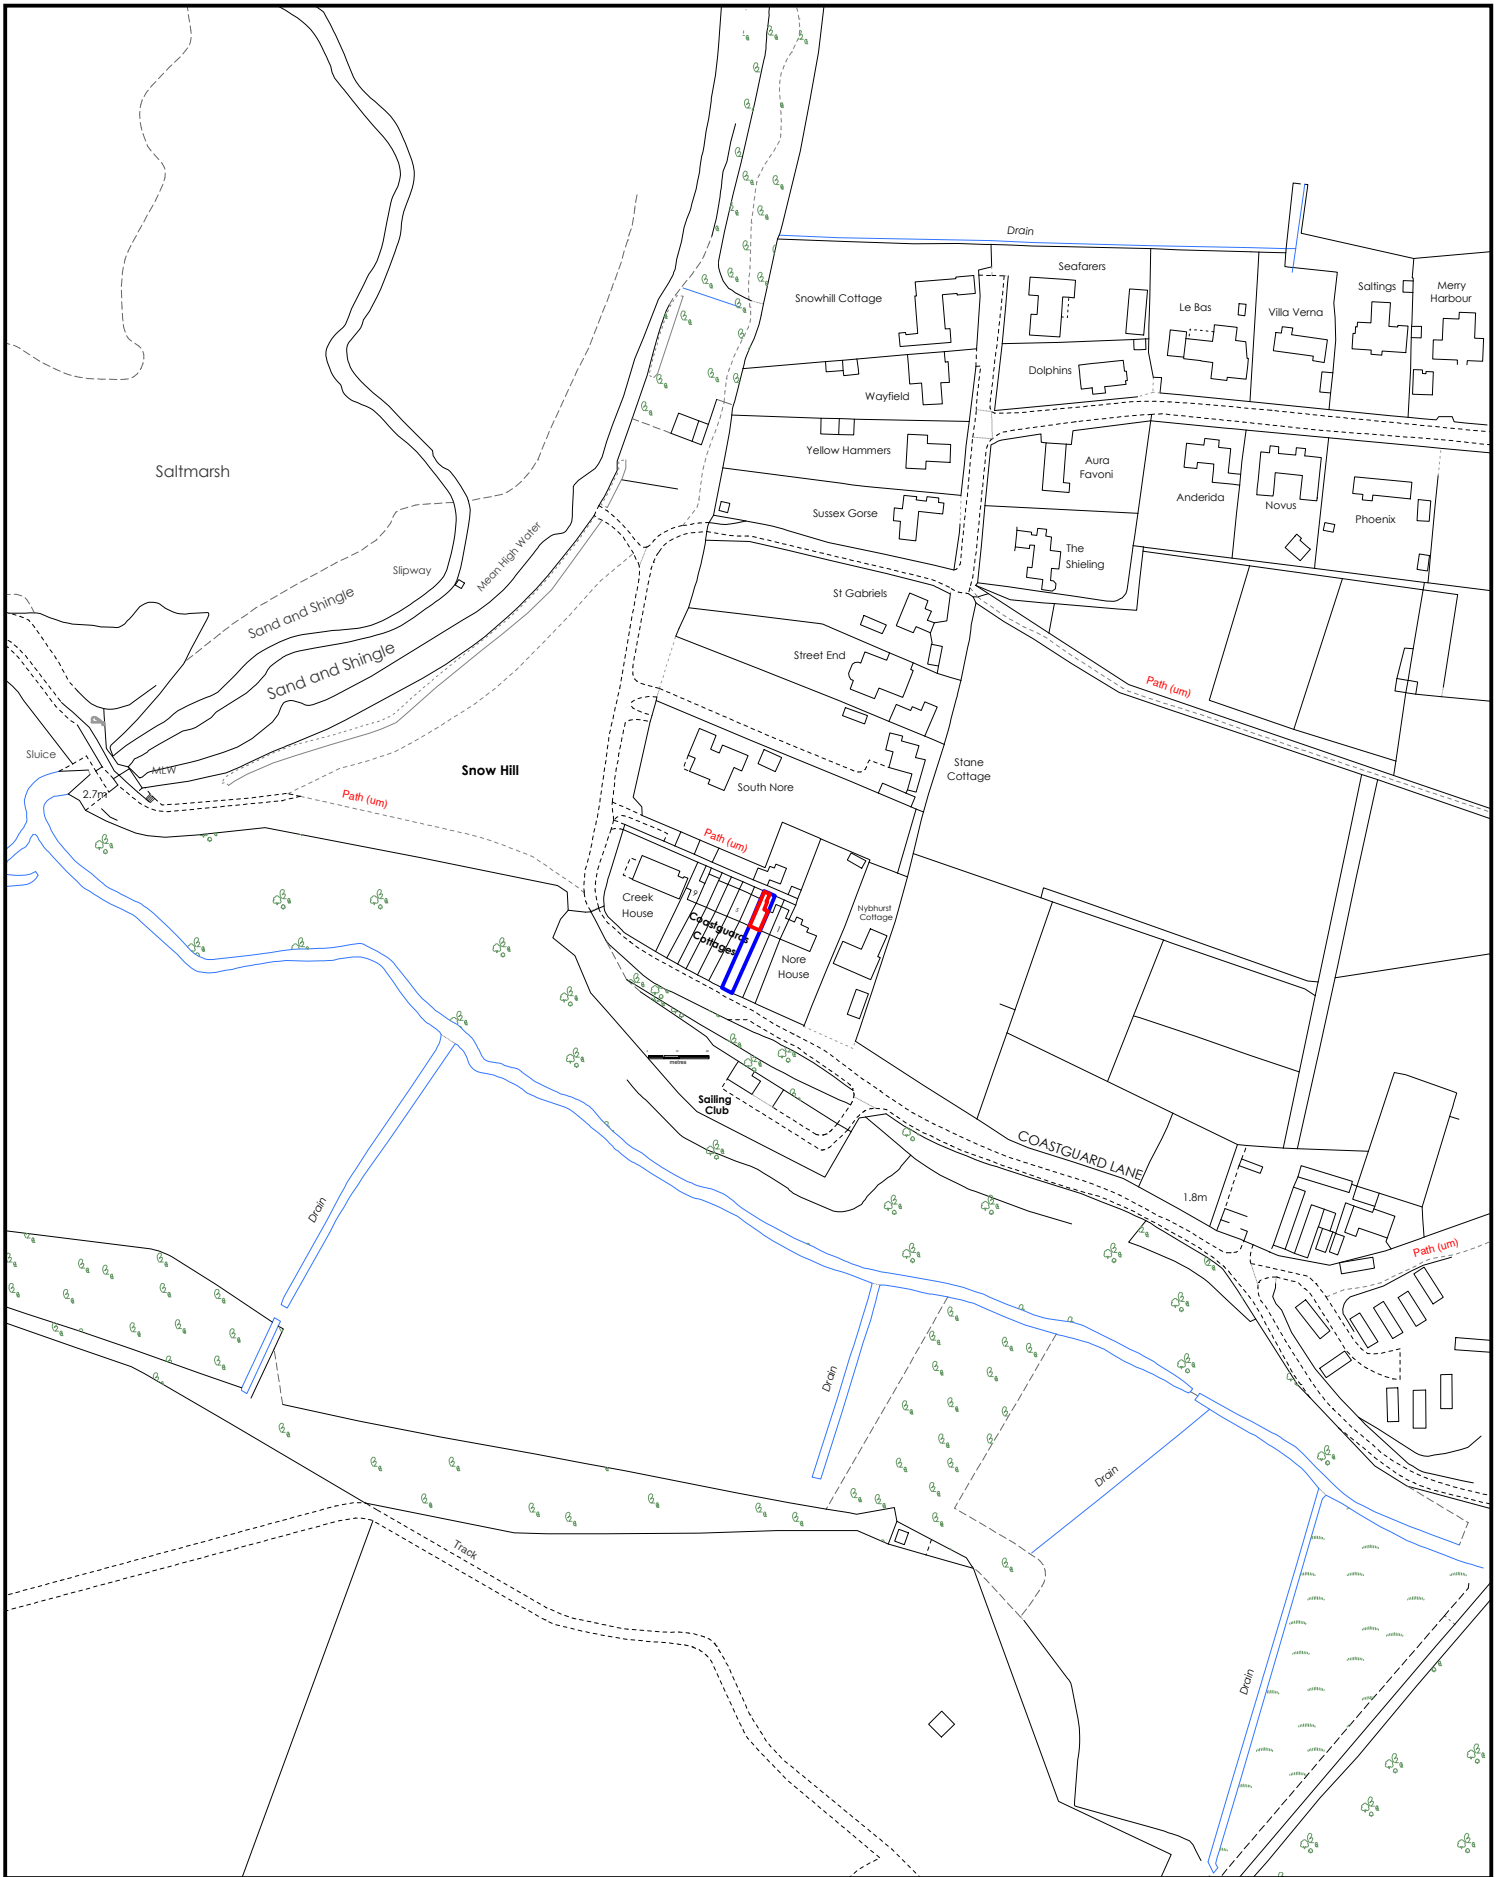 Drain
Seafarers
Snowhill Cottage
Le Bas
Villa Verna
Saltings
Merry
Harbour
Dolphins
Wayfield
Yellow Hammers
Aura
Favoni
Saltmarsh
Anderida
Novus
Phoenix
Sussex Gorse
Mean High Water
The
Shieling
Slipway
St Gabriels
Sand and Shingle
Street End
Sand and Shingle
Path (um)
Sluice
MLW
Snow Hill
Stane
Cottage
2.7m
South Nore
Path (um)
Path (um)
Creek
House
9
5
1
Coastguards
Cottages
Nybhurst
Cottage
Nore
House
metres
Sailing
Club
COASTGUARD LANE
1.8m
Drain
Path (um)
Drain
Drain
Track
Drain